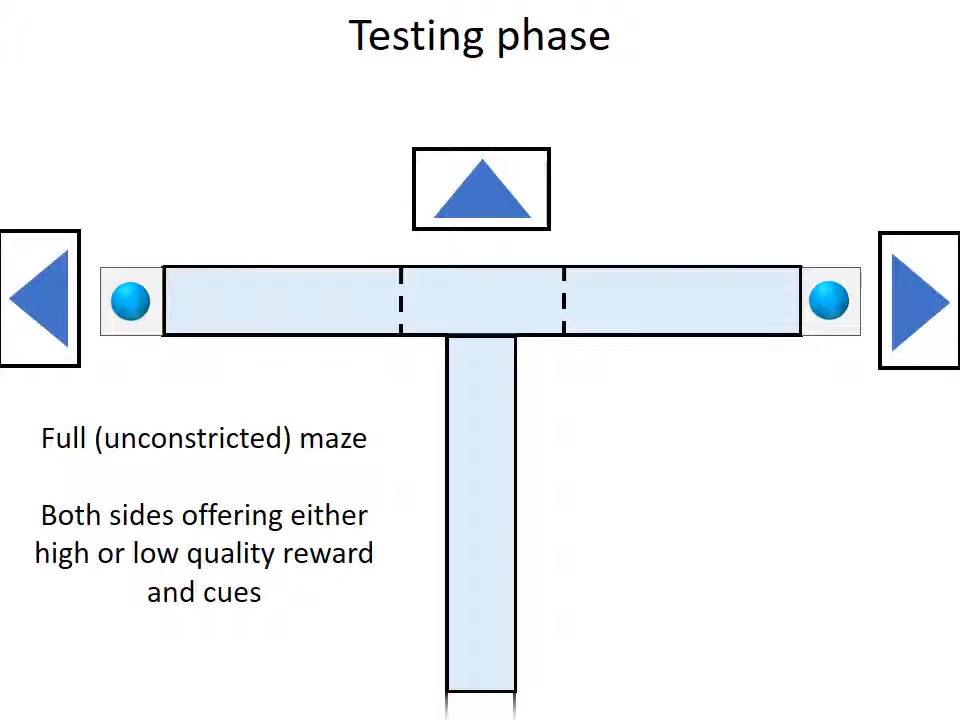 Testing phase
Full (unconstricted) maze
Both sides offering either
high or low quality reward
and cues